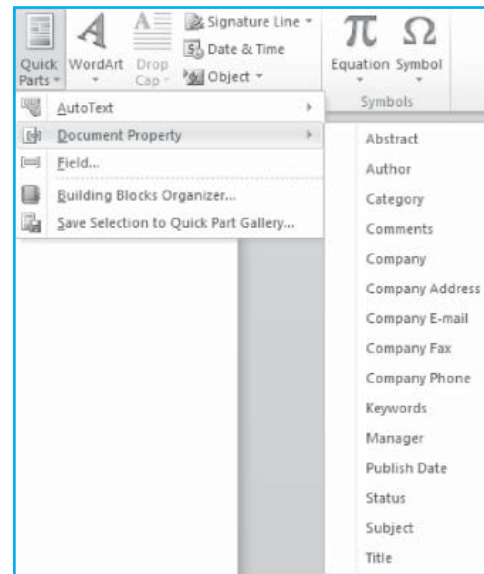 Quick Parts
WordArt
Drop Cap
Signature Line
Date & Time
Object
Equation
Symbol
Symbols
AutoText
Document Property
Field...
Building Blocks Organizer...
Save Selection to Quick Part Gallery...
Abstract
Author
Category
Comments
Company
Company Address
Company E-mail
Company Fax
Company Phone
Keywords
Manager
Publish Date
Status
Subject
Title